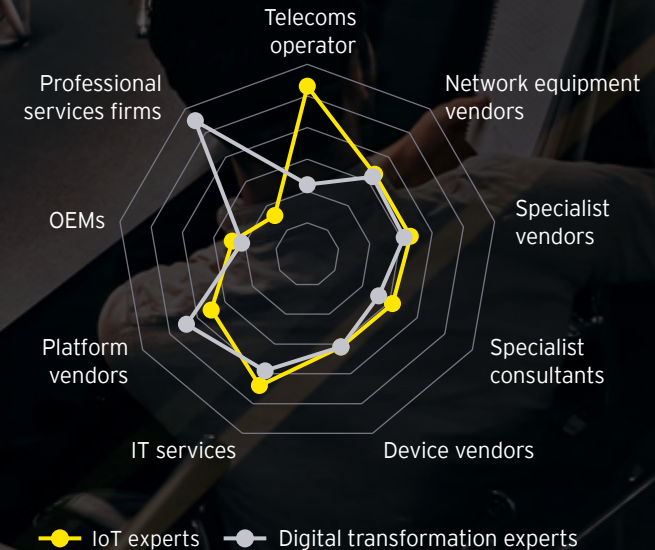 Telecoms
operator
Professional
services firms
Network equipment
vendors
OEMs
Specialist
vendors
Platform
vendors
Specialist
consultants
IT services
Device vendors
IoT experts
Digital transformation experts